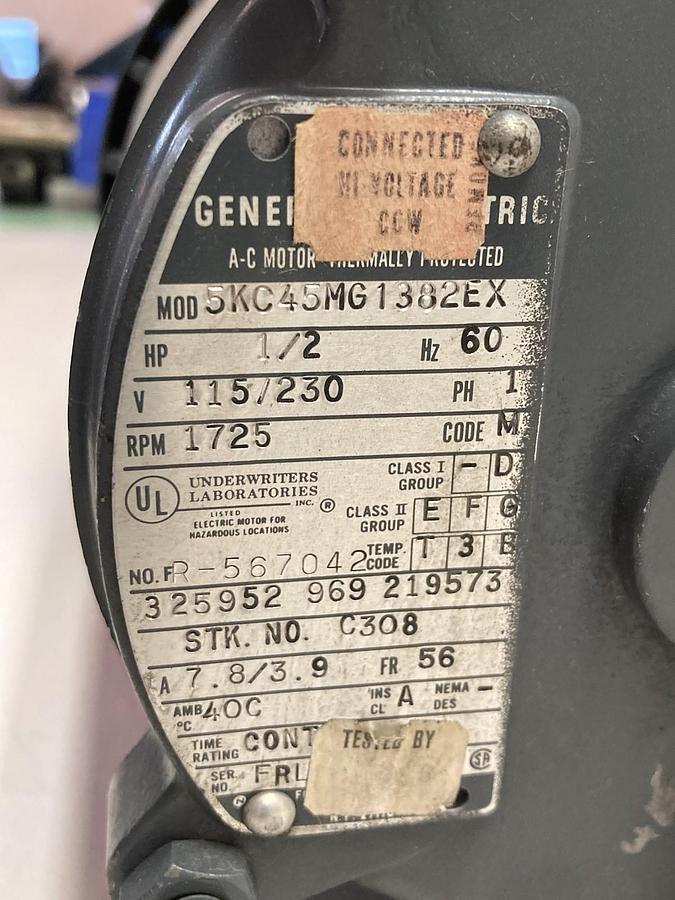 CONNECTED
HI VOLTAGE
CCW
GENE TRIC
A-C MOTOR THERMALLY PROTECTED
MOD 5KC45MG1382EX
HP 1/2 Hz 60
V 115/230 PH 1
RPM 1725 CODE M
UL UNDERWRITERS LABORATORIES INC. ®
LISTED
ELECTRIC MOTOR FOR
HAZARDOUS LOCATIONS
CLASS I GROUP - D
CLASS II GROUP E F G
TEMP. CODE T 3 B
NO. FR-567042
325952 969 219573
STK. NO. C308
A 7.8/3.9 FR 56
AMB °C 40C INS CL A NEMA DES -
TIME RATING CONT
TESTED BY
SER. NO. FRL
SA